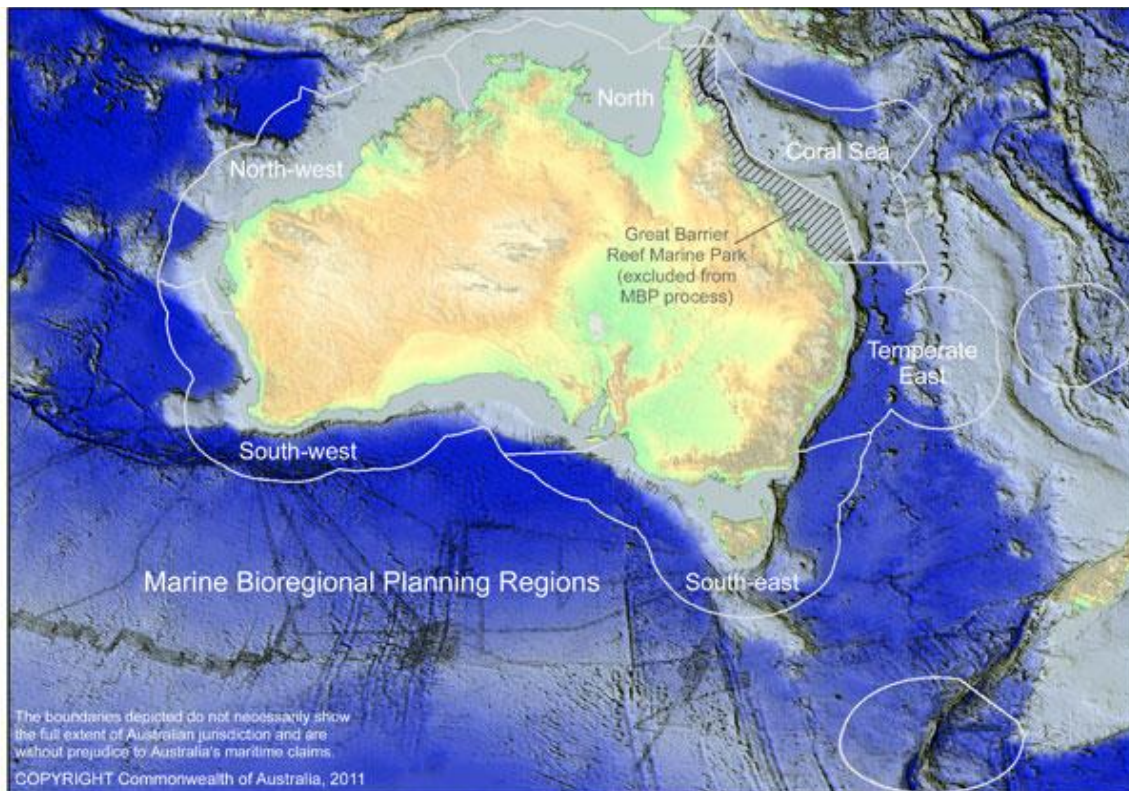 North
North-west
Coral Sea
Great Barrier
Reef Marine Park
(excluded from
MBP process)
Temperate
East
South-west
South-east
Marine Bioregional Planning Regions
The boundaries depicted do not necessarily show
the full extent of Australian jurisdiction and are
without prejudice to Australia's maritime claims.
COPYRIGHT Commonwealth of Australia, 2011